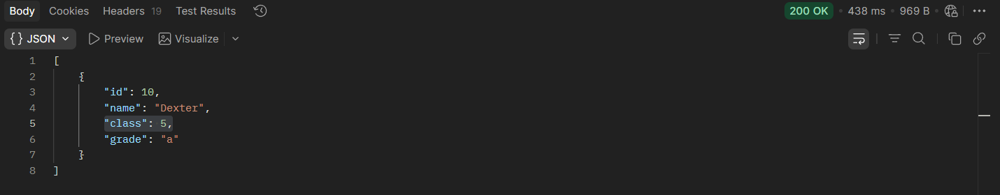 Body Cookies Headers 19 Test Results 200 OK • 438 ms • 969 B •
{} JSON Preview Visualize
1 [
2 {
3 "id": 10,
4 "name": "Dexter",
5 "class": 5,
6 "grade": "a"
7 }
8 ]